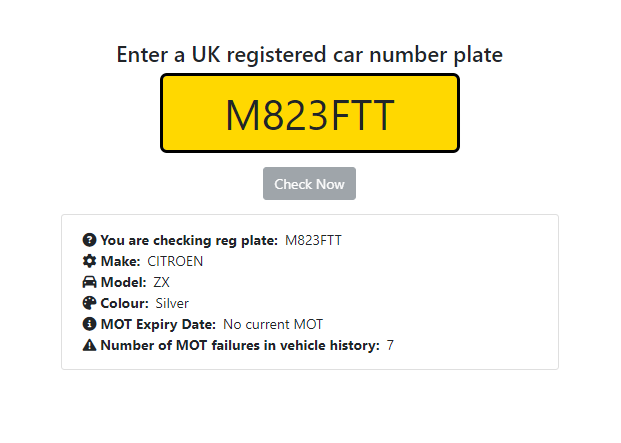 Enter a UK registered car number plate
M823FTT
Check Now
You are checking reg plate: M823FTT
Make: CITROEN
Model: ZX
Colour: Silver
MOT Expiry Date: No current MOT
Number of MOT failures in vehicle history: 7